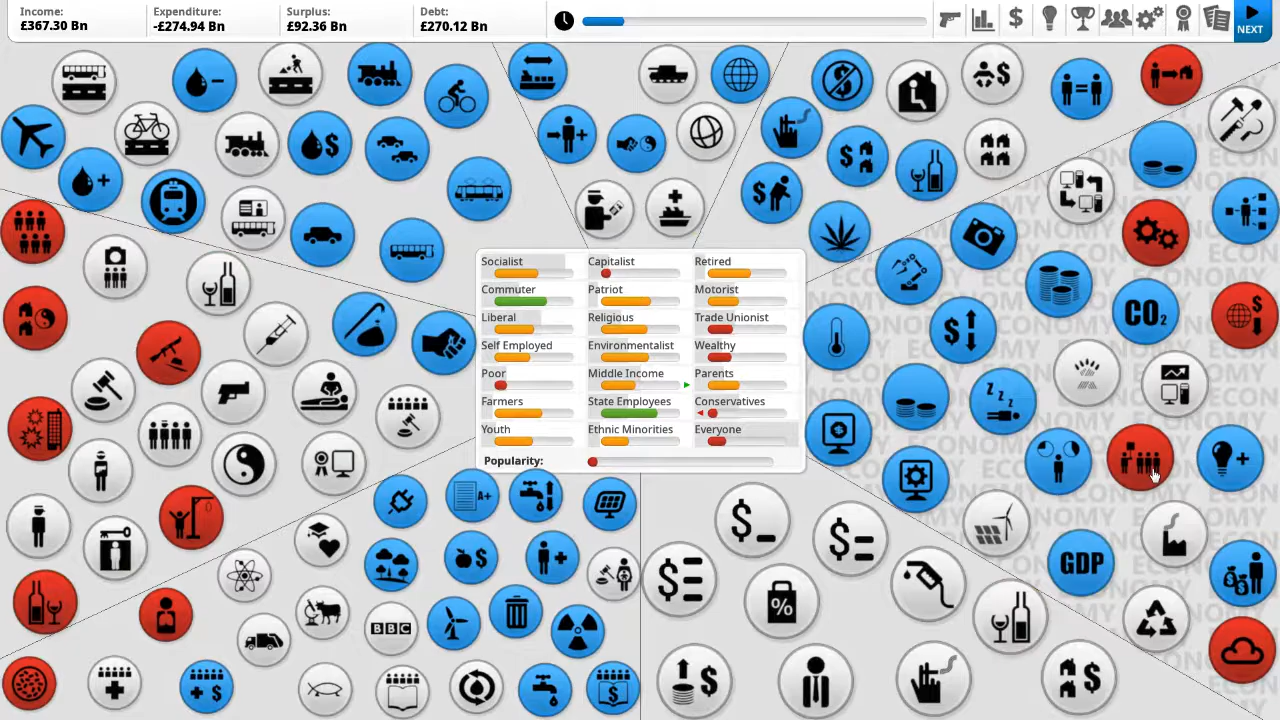 Income:
£367.30 Bn
Expenditure:
-£274.94 Bn
Surplus:
£92.36 Bn
Debt:
£270.12 Bn
NEXT
Socialist
Capitalist
Retired
Commuter
Patriot
Motorist
Liberal
Religious
Trade Unionist
Self Employed
Environmentalist
Wealthy
Poor
Middle Income
Parents
Farmers
State Employees
Conservatives
Youth
Ethnic Minorities
Everyone
Popularity:
CO2
GDP
BBC
A+
ECONOMY